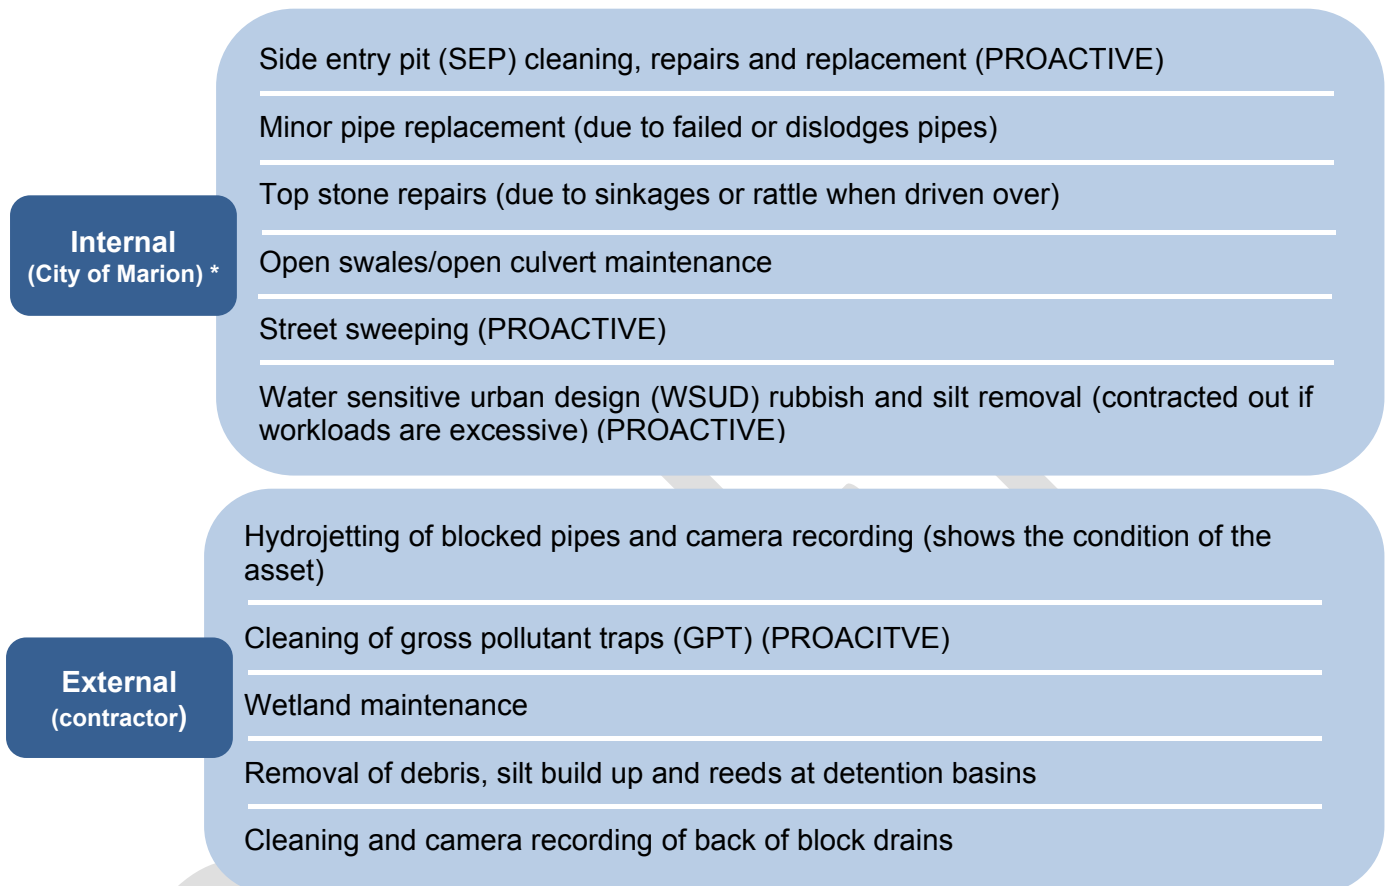 Side entry pit (SEP) cleaning, repairs and replacement (PROACTIVE)
Minor pipe replacement (due to failed or dislodges pipes)
Top stone repairs (due to sinkages or rattle when driven over)
Internal
(City of Marion) *
Open swales/open culvert maintenance
Street sweeping (PROACTIVE)
Water sensitive urban design (WSUD) rubbish and silt removal (contracted out if
workloads are excessive) (PROACTIVE)
Hydrojetting of blocked pipes and camera recording (shows the condition of the
asset)
Cleaning of gross pollutant traps (GPT) (PROACITVE)
External
(contractor)
Wetland maintenance
Removal of debris, silt build up and reeds at detention basins
Cleaning and camera recording of back of block drains